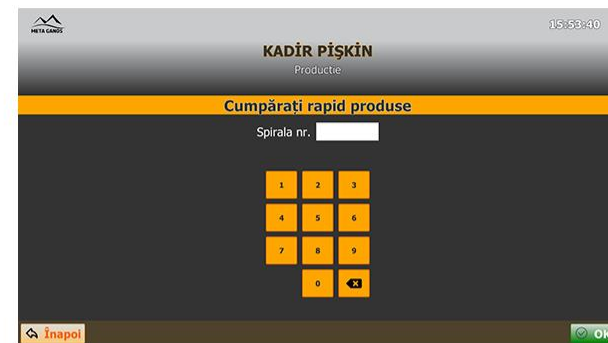 META GANOS
15:53:40
KADİR PİŞKİN
Productie
Cumpărați rapid produse
Spirala nr.
1 2 3
4 5 6
7 8 9
0
Înapoi
OK